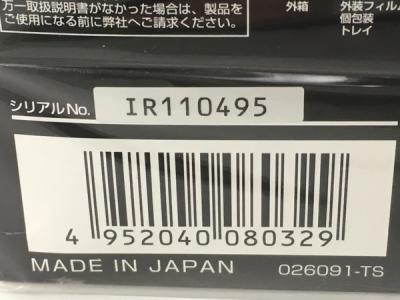 万一取扱説明書がなかった場合は、製品を
ご使用になる前に弊社へご請求ください。
外箱
外装フィルム
個包装
トレイ
シリアルNo.
IR110495
4 952040 080329
MADE IN JAPAN
026091-TS